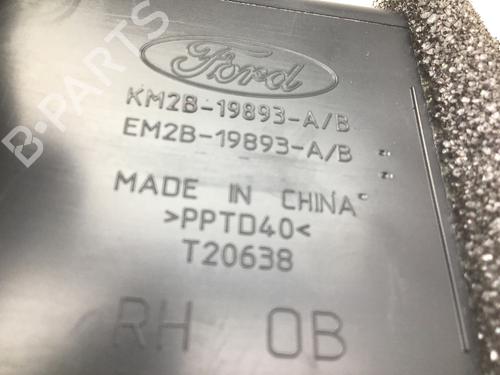 Ford
KM2B-19893-A/B
EM2B-19893-A/B
MADE IN CHINA
>PPTD40<
T20638
RH OB
B-PARTS